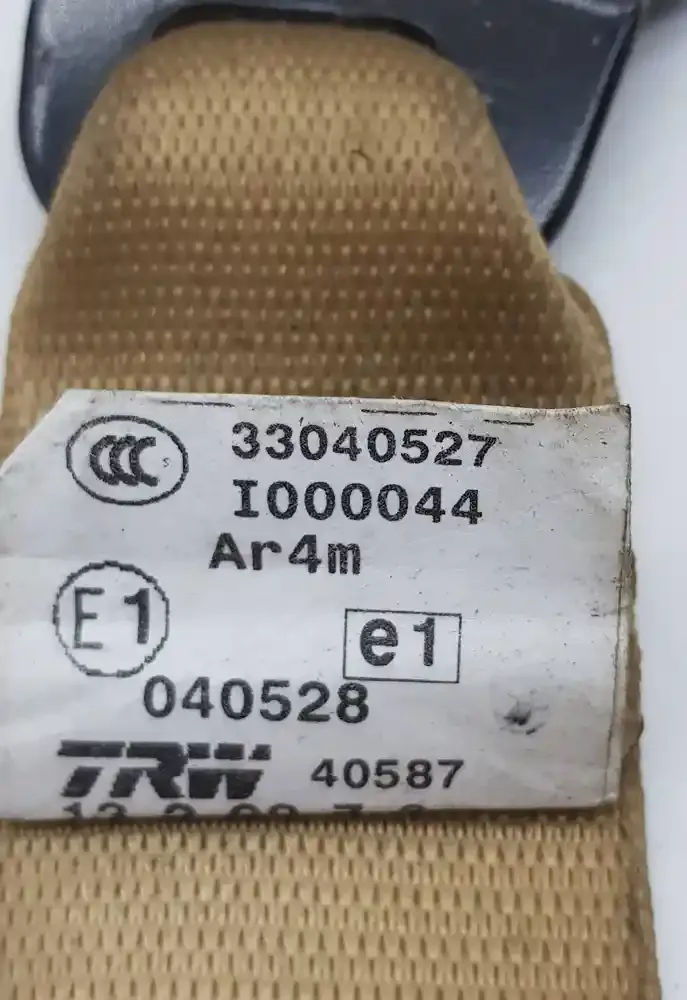 CCC S 33040527
I000044
Ar4m
E1 e1
040528
TRW 40587